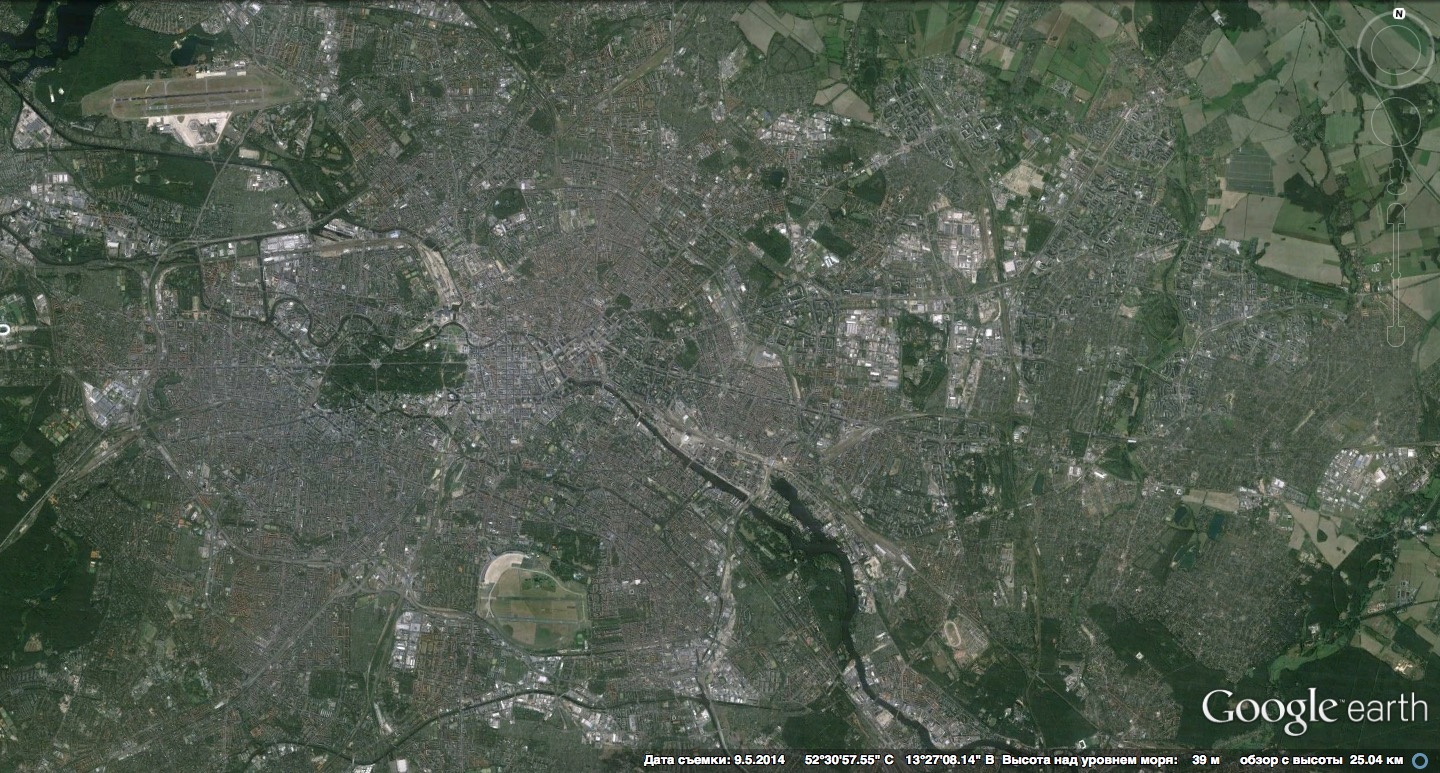 N
Google earth
Дата съемки: 9.5.2014 52°30'57.55" С 13°27'08.14" В Высота над уровнем моря: 39 м обзор с высоты 25.04 км